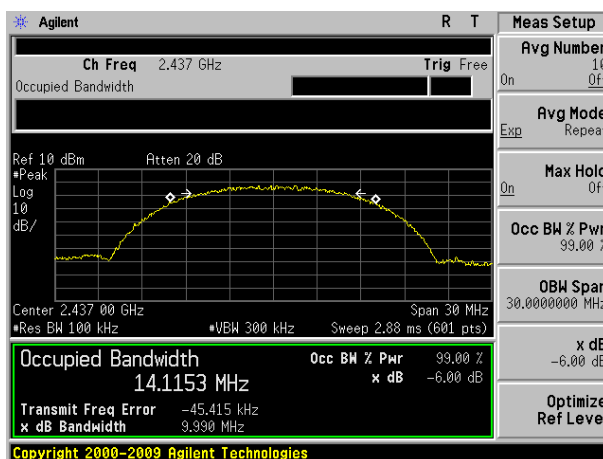 Agilent R T
Meas Setup
Ch Freq 2.437 GHz Trig Free
Occupied Bandwidth
Avg Number
10
On Of
Avg Mode
Exp Repea
Max Hold
On Of
Occ BW % Pwr
99.00 %
OBW Span
30.0000000 MHz
x dB
-6.00 dB
Optimize
Ref Leve
Ref 10 dBm Atten 20 dB
#Peak
Log
10
dB/
Center 2.437 00 GHz Span 30 MHz
#Res BW 100 kHz #VBW 300 kHz Sweep 2.88 ms (601 pts)
Occupied Bandwidth Occ BW % Pwr 99.00 %
14.1153 MHz x dB -6.00 dB
Transmit Freq Error -45.415 kHz
x dB Bandwidth 9.990 MHz
Copyright 2000-2009 Agilent Technologies